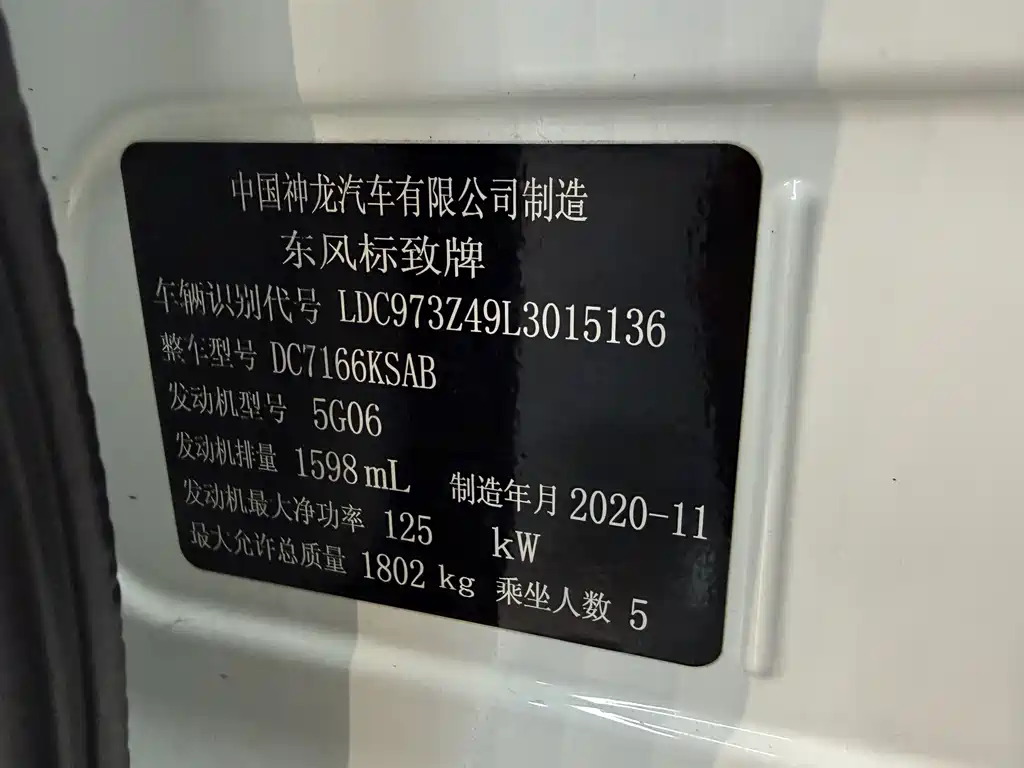 中国神龙汽车有限公司制造
东风标致牌
车辆识别代号 LDC973Z49L3015136
整车型号 DC7166KSAB
发动机型号 5G06
发动机排量 1598 mL 制造年月 2020-11
发动机最大净功率 125 kW
最大允许总质量 1802 kg 乘坐人数 5